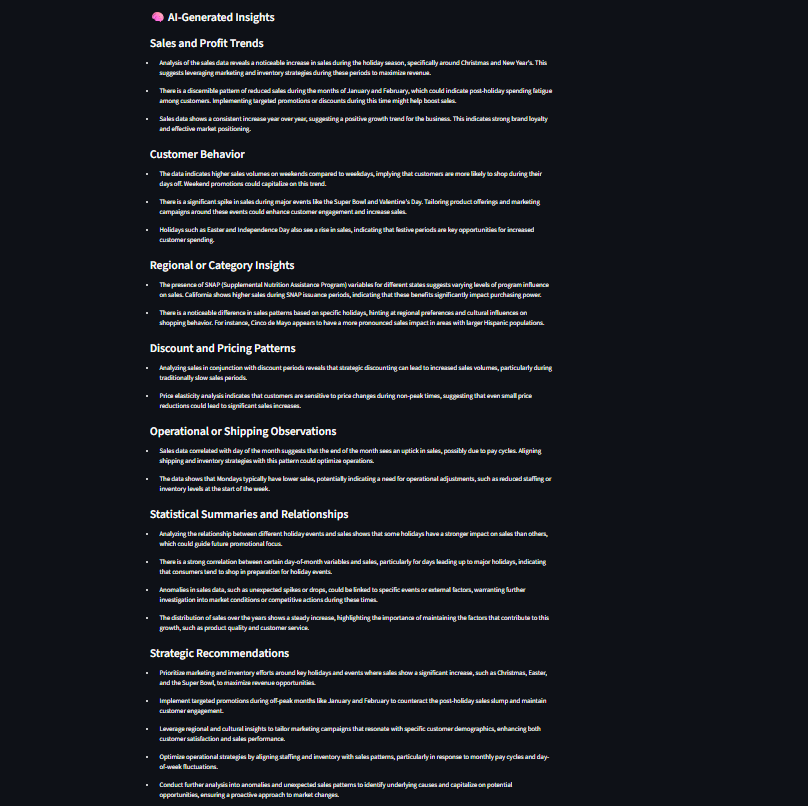 🧠 AI-Generated Insights
Sales and Profit Trends
• Analysis of the sales data reveals a noticeable increase in sales during the holiday season, specifically around Christmas and New Year's. This
suggests leveraging marketing and inventory strategies during these periods to maximize revenue.
• There is a discernible pattern of reduced sales during the months of January and February, which could indicate post-holiday spending fatigue
among customers. Implementing targeted promotions or discounts during this time might help boost sales.
• Sales data shows a consistent increase year over year, suggesting a positive growth trend for the business. This indicates strong brand loyalty
and effective market positioning.
Customer Behavior
• The data indicates higher sales volumes on weekends compared to weekdays, implying that customers are more likely to shop during their
days off. Weekend promotions could capitalize on this trend.
• There is a significant spike in sales during major events like the Super Bowl and Valentine's Day. Tailoring product offerings and marketing
campaigns around these events could enhance customer engagement and increase sales.
• Holidays such as Easter and Independence Day also see a rise in sales, indicating that festive periods are key opportunities for increased
customer spending.
Regional or Category Insights
• The presence of SNAP (Supplemental Nutrition Assistance Program) variables for different states suggests varying levels of program influence
on sales. California shows higher sales during SNAP issuance periods, indicating that these benefits significantly impact purchasing power.
• There is a noticeable difference in sales patterns based on specific holidays, hinting at regional preferences and cultural influences on
shopping behavior. For instance, Cinco de Mayo appears to have a more pronounced sales impact in areas with larger Hispanic populations.
Discount and Pricing Patterns
• Analyzing sales in conjunction with discount periods reveals that strategic discounting can lead to increased sales volumes, particularly during
traditionally slow sales periods.
• Price elasticity analysis indicates that customers are sensitive to price changes during non-peak times, suggesting that even small price
reductions could lead to significant sales increases.
Operational or Shipping Observations
• Sales data correlated with day of the month suggests that the end of the month sees an uptick in sales, possibly due to pay cycles. Aligning
shipping and inventory strategies with this pattern could optimize operations.
• The data shows that Mondays typically have lower sales, potentially indicating a need for operational adjustments, such as reduced staffing or
inventory levels at the start of the week.
Statistical Summaries and Relationships
• Analyzing the relationship between different holiday events and sales shows that some holidays have a stronger impact on sales than others,
which could guide future promotional focus.
• There is a strong correlation between certain day-of-month variables and sales, particularly for days leading up to major holidays, indicating
that consumers tend to shop in preparation for holiday events.
• Anomalies in sales data, such as unexpected spikes or drops, could be linked to specific events or external factors, warranting further
investigation into market conditions or competitive actions during these times.
• The distribution of sales over the years shows a steady increase, highlighting the importance of maintaining the factors that contribute to this
growth, such as product quality and customer service.
Strategic Recommendations
• Prioritize marketing and inventory efforts around key holidays and events where sales show a significant increase, such as Christmas, Easter,
and the Super Bowl, to maximize revenue opportunities.
• Implement targeted promotions during off-peak months like January and February to counteract the post-holiday sales slump and maintain
customer engagement.
• Leverage regional and cultural insights to tailor marketing campaigns that resonate with specific customer demographics, enhancing both
customer satisfaction and sales performance.
• Optimize operational strategies by aligning staffing and inventory with sales patterns, particularly in response to monthly pay cycles and day-
of-week fluctuations.
• Conduct further analysis into anomalies and unexpected sales patterns to identify underlying causes and capitalize on potential
opportunities, ensuring a proactive approach to market changes.